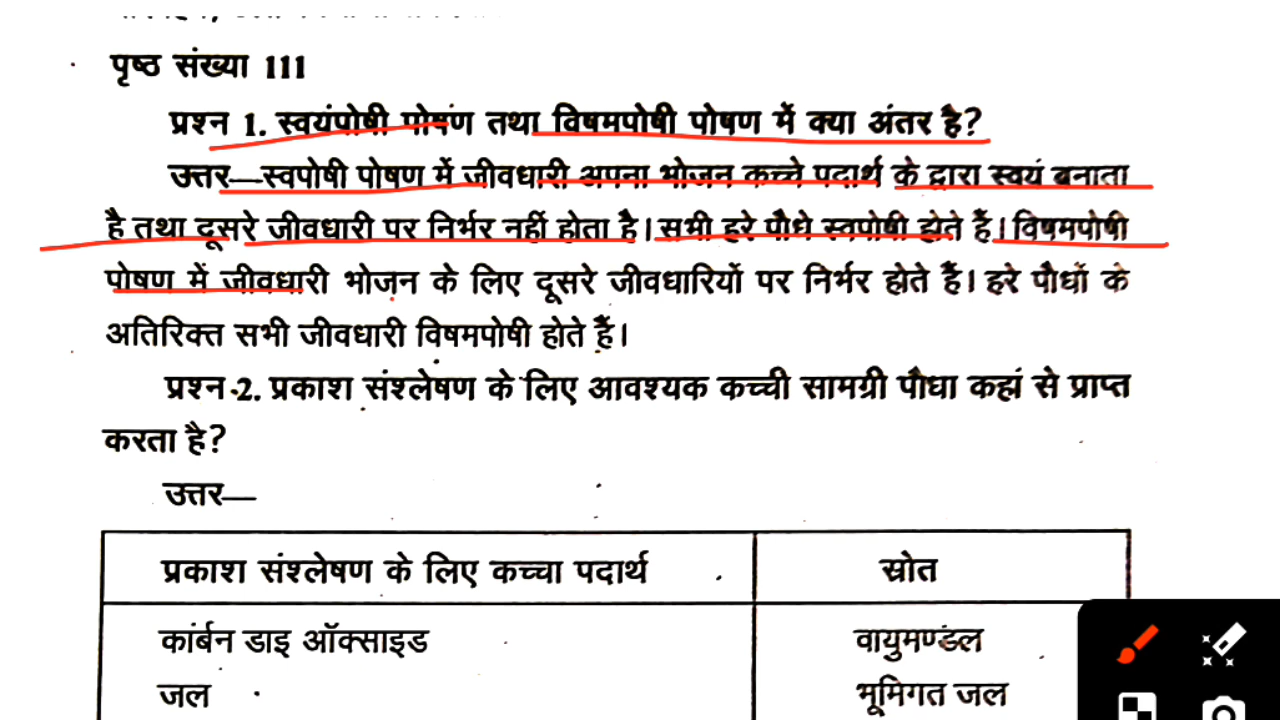 पृष्ठ संख्या 111
प्रश्न 1. स्वयंपोषी पोषण तथा विषमपोषी पोषण में क्या अंतर है?
उत्तर—स्वपोषी पोषण में जीवधारी अपना भोजन कच्चे पदार्थ के द्वारा स्वयं बनाता
है तथा दूसरे जीवधारी पर निर्भर नहीं होता है। सभी हरे पौधे स्वपोषी होते हैं। विषमपोषी
पोषण में जीवधारी भोजन के लिए दूसरे जीवधारियों पर निर्भर होते हैं। हरे पौधों के
अतिरिक्त सभी जीवधारी विषमपोषी होते हैं।
प्रश्न 2. प्रकाश संश्लेषण के लिए आवश्यक कच्ची सामग्री पौधा कहां से प्राप्त
करता है?
उत्तर—
प्रकाश संश्लेषण के लिए कच्चा पदार्थ स्रोत
कार्बन डाइ ऑक्साइड वायुमण्डल
जल भूमिगत जल